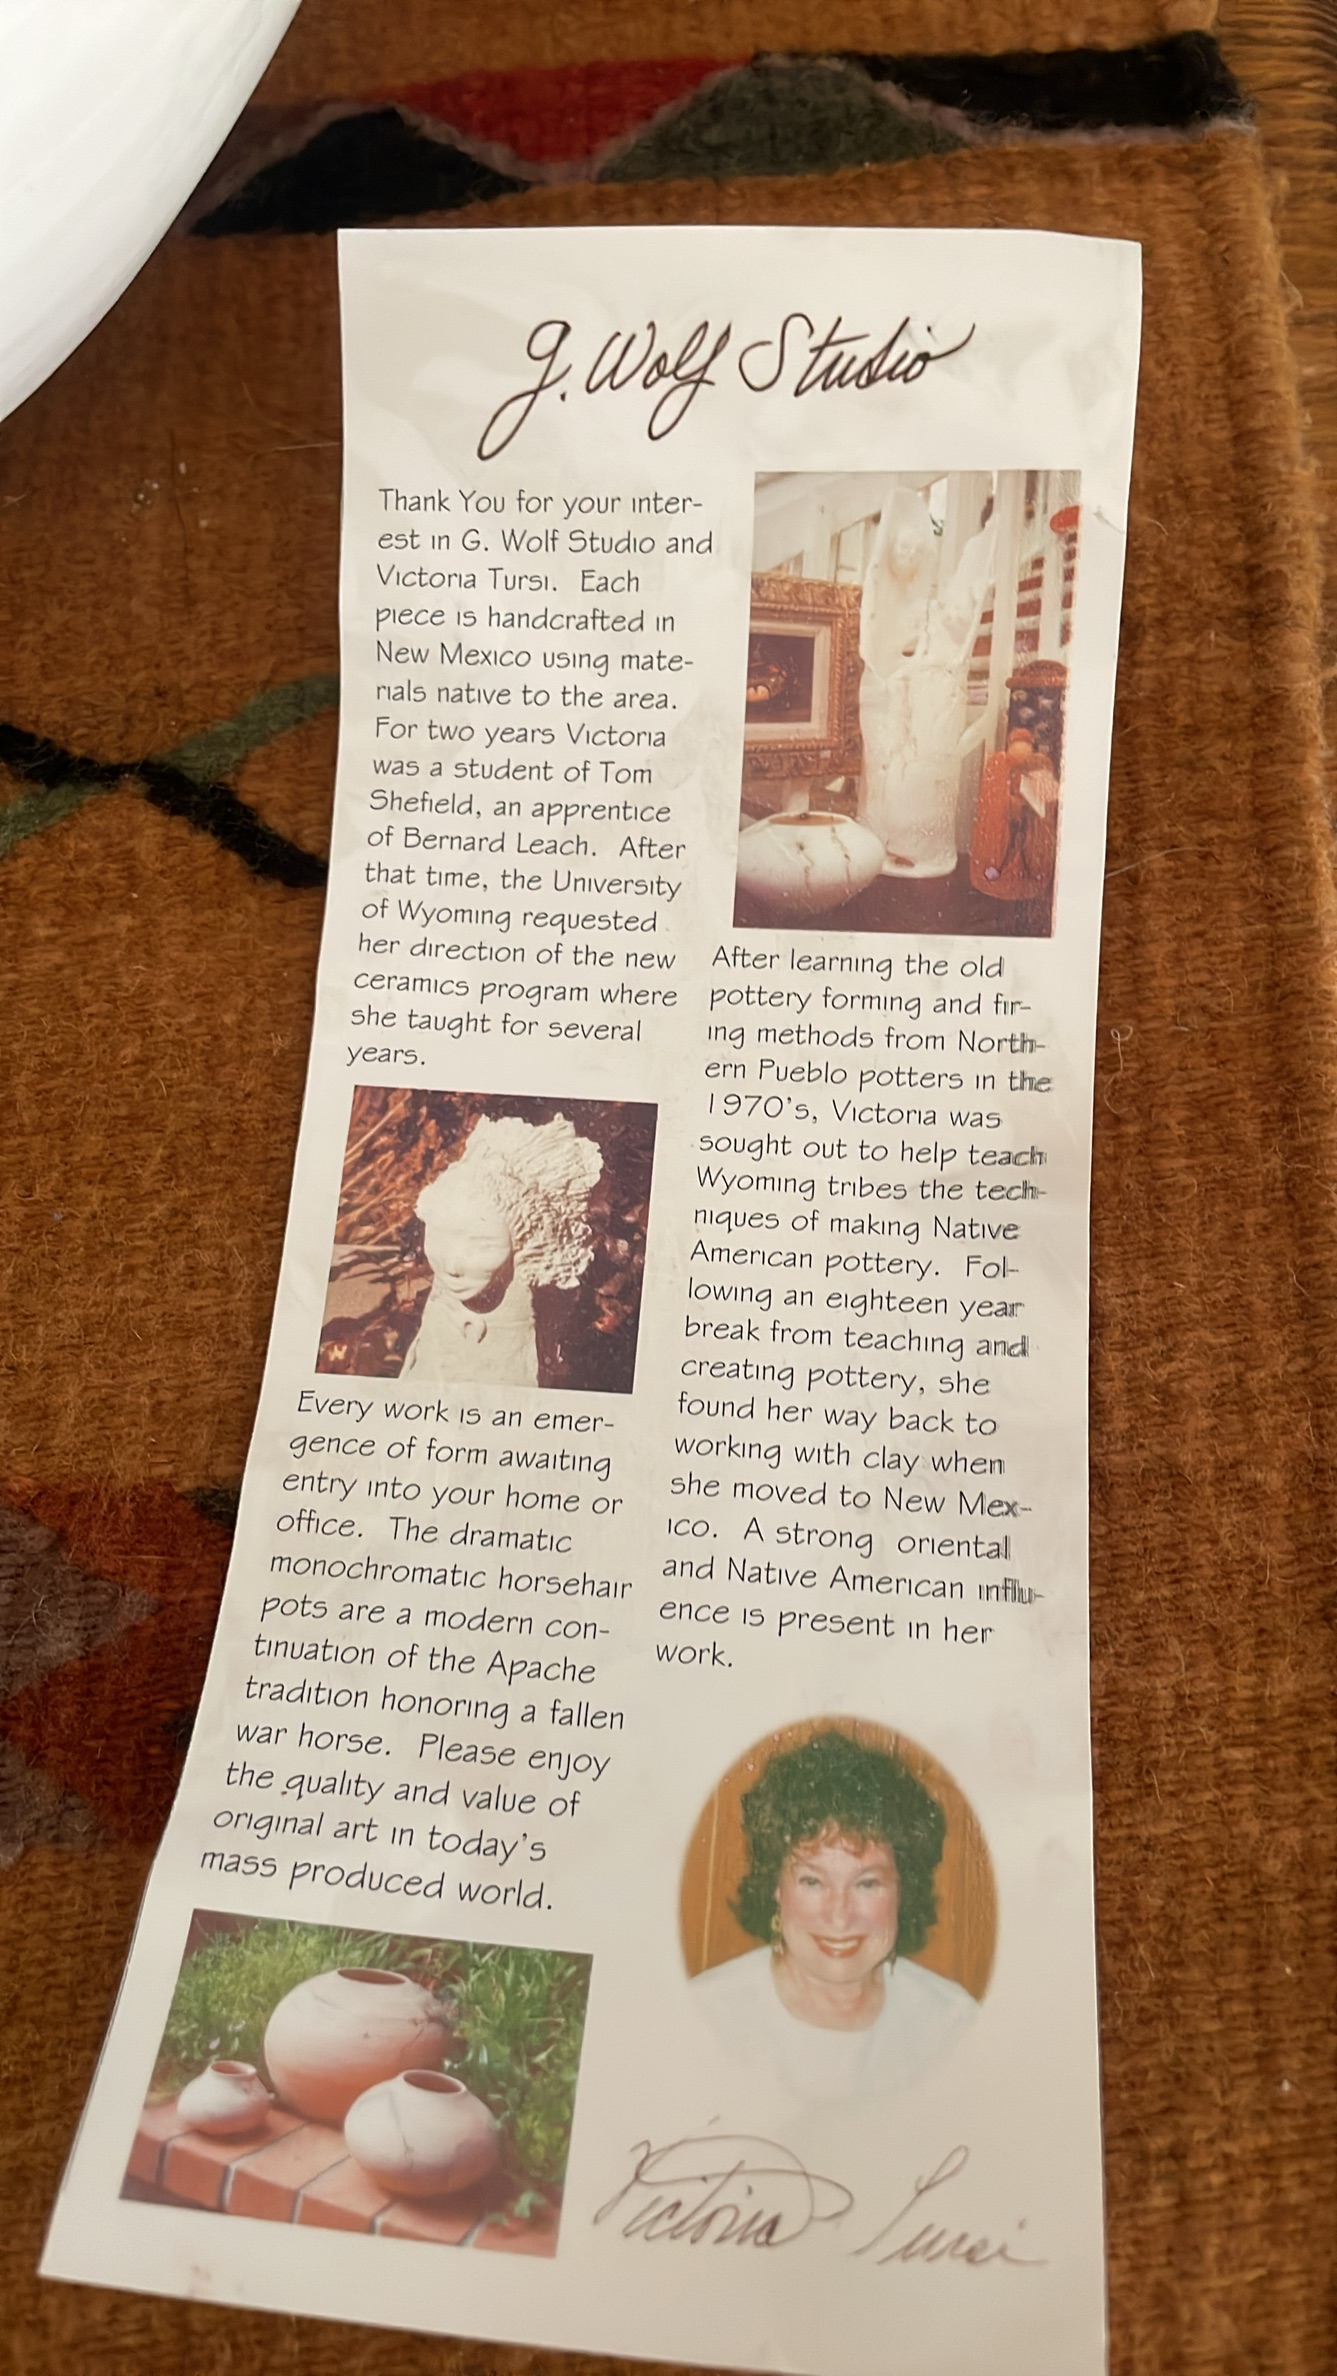 G. Wolf Studio
Thank You for your inter-
est in G. Wolf Studio and
Victoria Tursi.  Each
piece is handcrafted in
New Mexico using mate-
rials native to the area.
For two years Victoria
was a student of Tom
Shefield, an apprentice
of Bernard Leach.  After
that time, the University
of Wyoming requested
her direction of the new
ceramics program where
she taught for several
years.
Every work is an emer-
gence of form awaiting
entry into your home or
office.  The dramatic
monochromatic horsehair
pots are a modern con-
tinuation of the Apache
tradition honoring a fallen
war horse.  Please enjoy
the quality and value of
original art in today's
mass produced world.
After learning the old
pottery forming and fir-
ing methods from North-
ern Pueblo potters in the
1970's, Victoria was
sought out to help teach
Wyoming tribes the tech-
niques of making Native
American pottery.  Fol-
lowing an eighteen year
break from teaching and
creating pottery, she
found her way back to
working with clay when
she moved to New Mex-
ico.  A strong oriental
and Native American influ-
ence is present in her
work.
Victoria Tursi